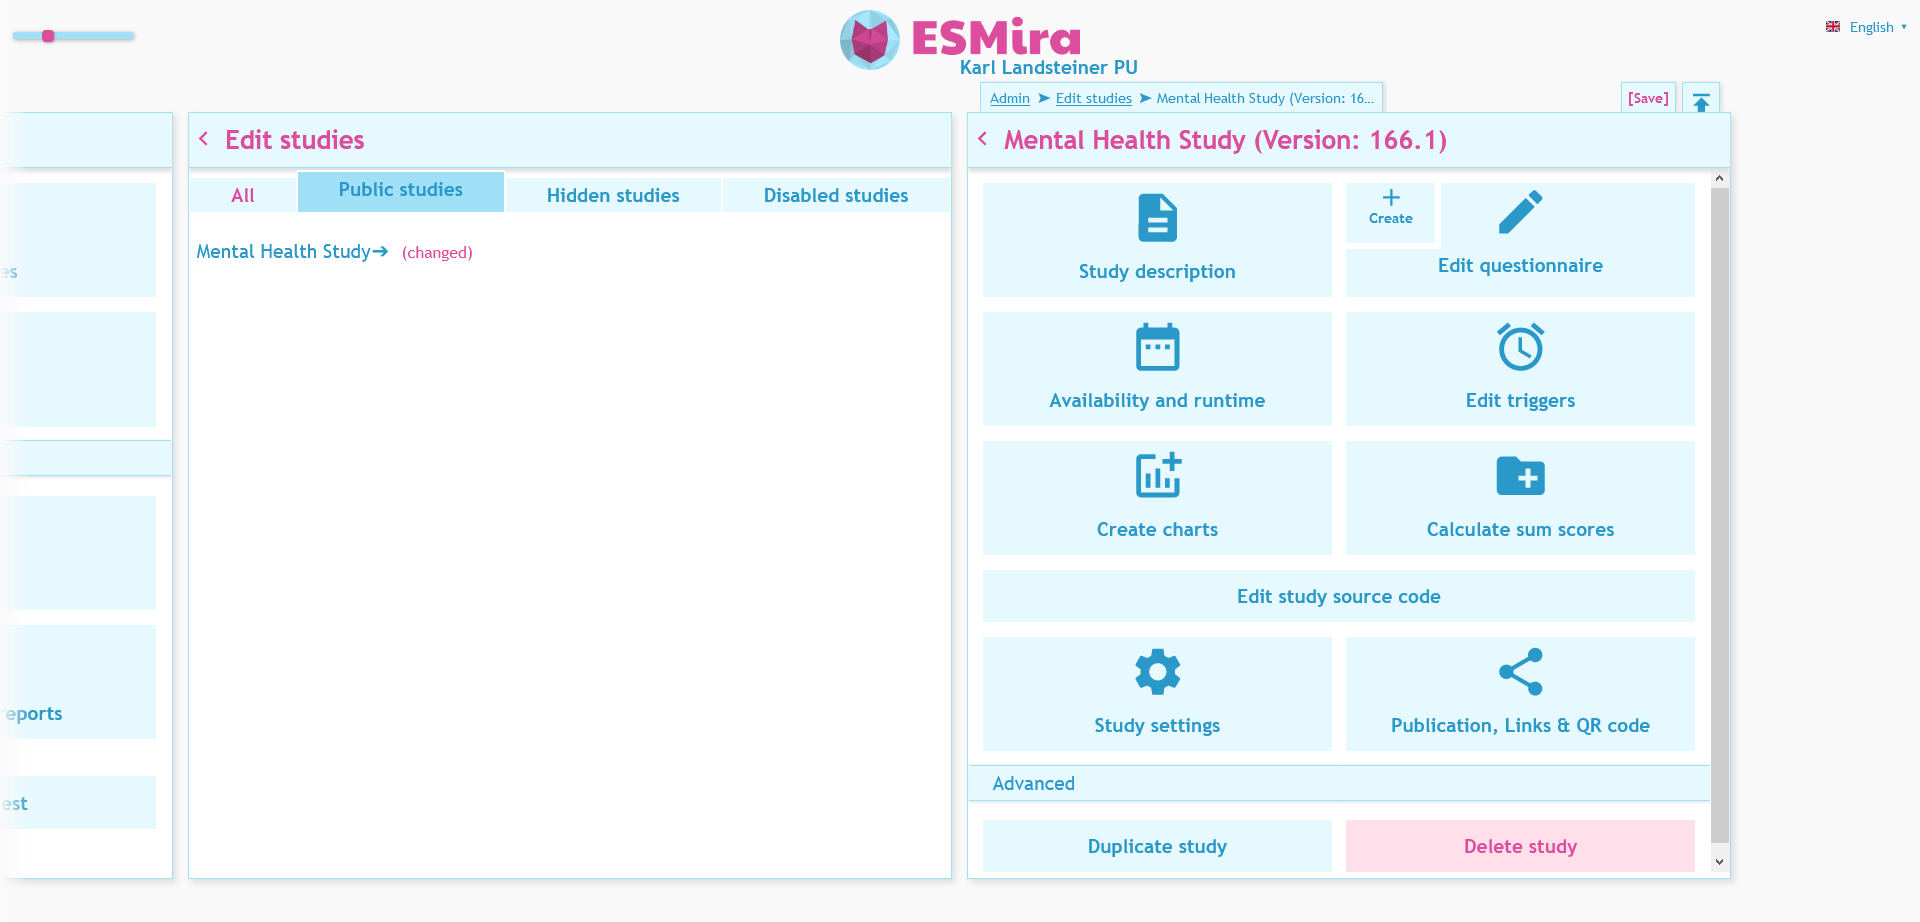 ESMira
Karl Landsteiner PU
English ▾
Admin ➤ Edit studies ➤ Mental Health Study (Version: 16...
[Save]
es
reports
est
Edit studies
All
Public studies
Hidden studies
Disabled studies
Mental Health Study➔ (changed)
Mental Health Study (Version: 166.1)
Study description
Create
Edit questionnaire
Availability and runtime
Edit triggers
Create charts
Calculate sum scores
Edit study source code
Study settings
Publication, Links & QR code
Advanced
Duplicate study
Delete study